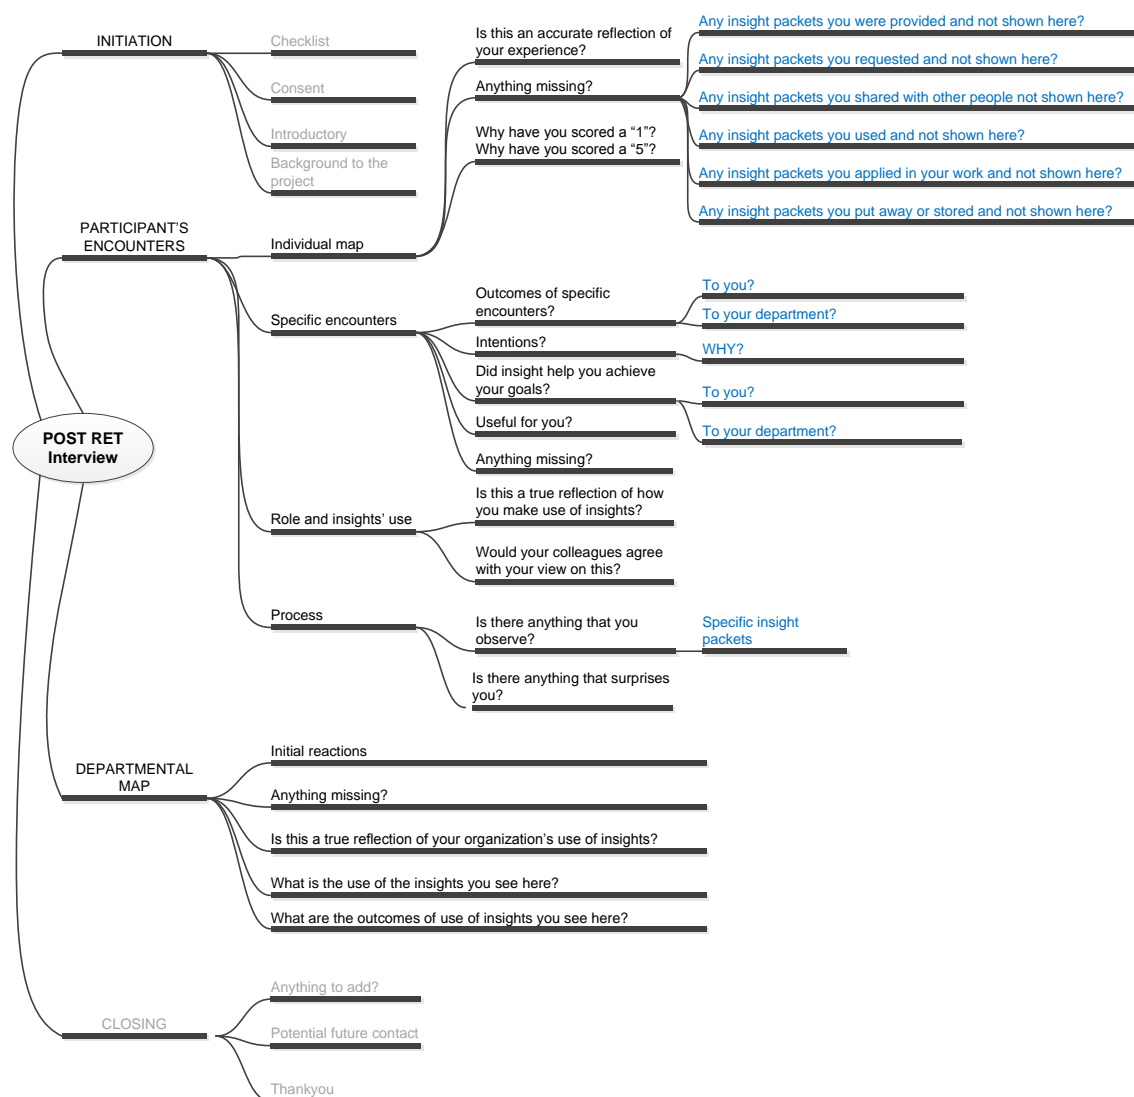 POST RET
Interview
INITIATION
Checklist
Consent
Introductory
Background to the
project
PARTICIPANT'S
ENCOUNTERS
Individual map
Is this an accurate reflection of
your experience?
Anything missing?
Any insight packets you were provided and not shown here?
Any insight packets you requested and not shown here?
Any insight packets you shared with other people not shown here?
Any insight packets you used and not shown here?
Any insight packets you applied in your work and not shown here?
Any insight packets you put away or stored and not shown here?
Why have you scored a “1”?
Why have you scored a “5”?
Specific encounters
Outcomes of specific
encounters?
To you?
To your department?
Intentions?
WHY?
Did insight help you achieve
your goals?
To you?
To your department?
Useful for you?
Anything missing?
Role and insights’ use
Is this a true reflection of how
you make use of insights?
Would your colleagues agree
with your view on this?
Process
Is there anything that you
observe?
Specific insight
packets
Is there anything that surprises
you?
DEPARTMENTAL
MAP
Initial reactions
Anything missing?
Is this a true reflection of your organization’s use of insights?
What is the use of the insights you see here?
What are the outcomes of use of insights you see here?
CLOSING
Anything to add?
Potential future contact
Thankyou